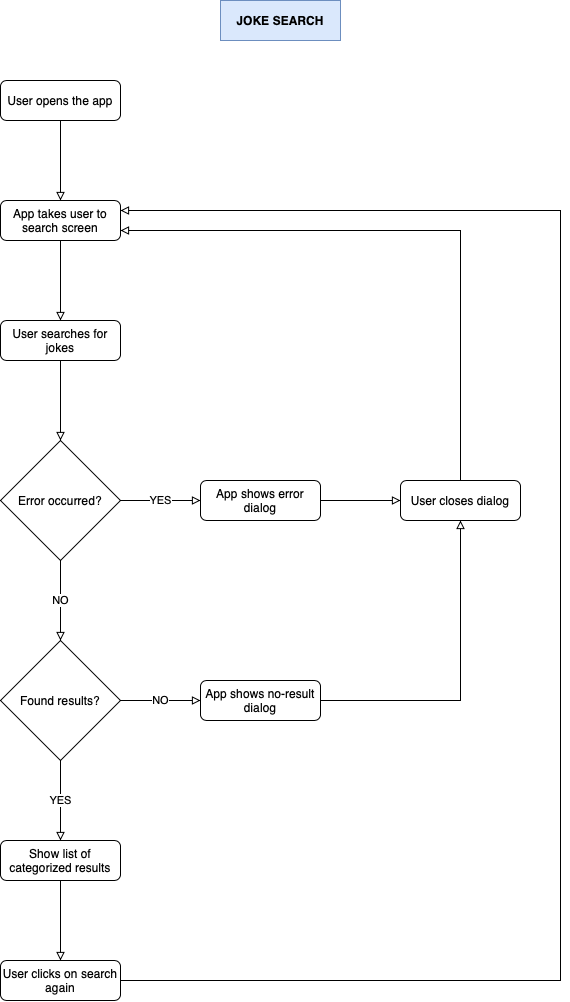 JOKE SEARCH
User opens the app
App takes user to
search screen
User searches for
jokes
Error occurred?
YES
App shows error
dialog
User closes dialog
NO
Found results?
NO
App shows no-result
dialog
YES
Show list of
categorized results
User clicks on search
again